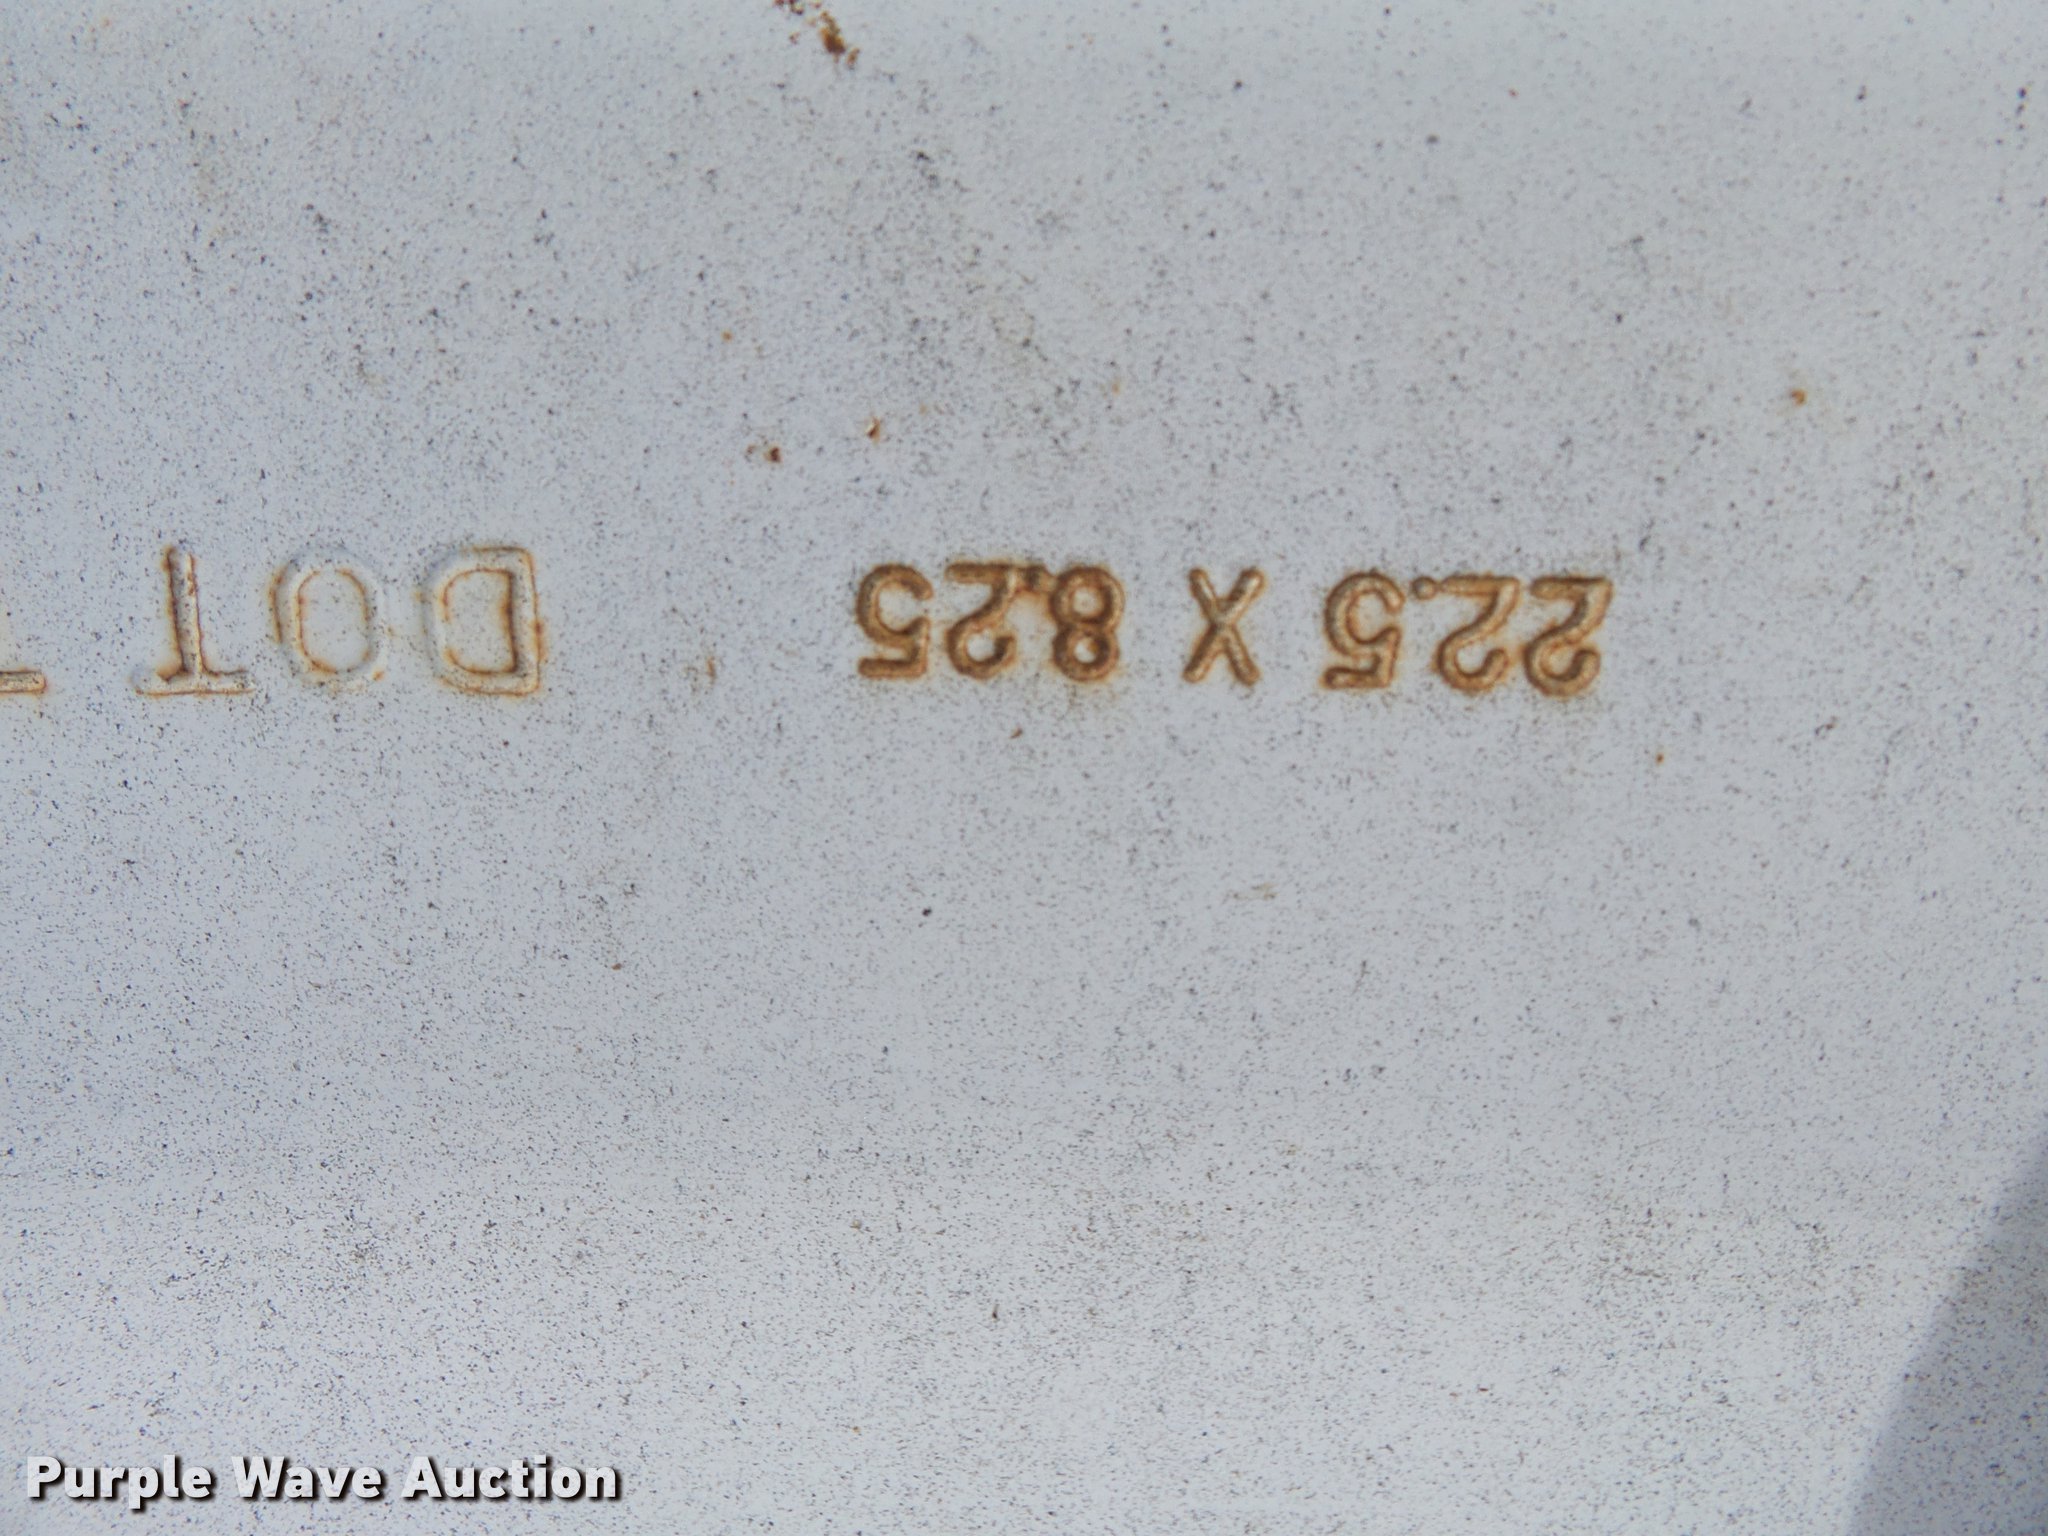 22.5 X 8.25 DOT
Purple Wave Auction